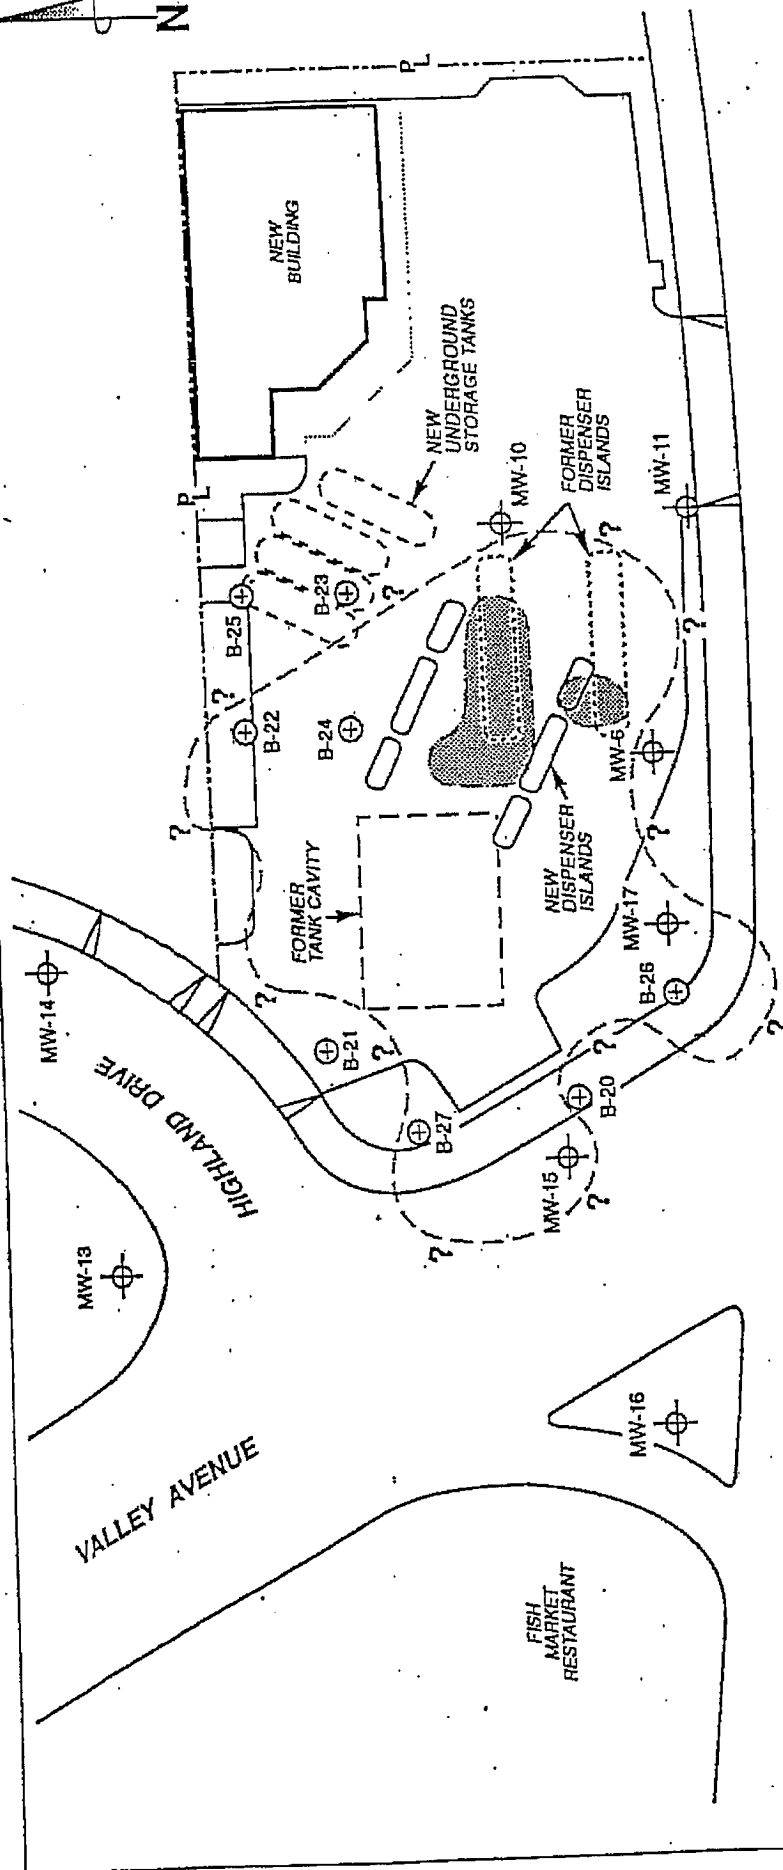 N
P
L
NEW
BUILDING
NEW
UNDERGROUND
STORAGE TANKS
P
L
MW-10
FORMER
DISPENSER
ISLANDS
MW-11
B-25
B-23
?
?
?
?
B-22
B-24
MW-6
?
?
FORMER
TANK CAVITY
NEW
DISPENSER
ISLANDS
MW-17
MW-14
?
B-26
?
B-21
?
?
B-20
B-27
MW-15
?
?
HIGHLAND DRIVE
MW-13
MW-16
VALLEY AVENUE
FISH
MARKET
RESTAURANT